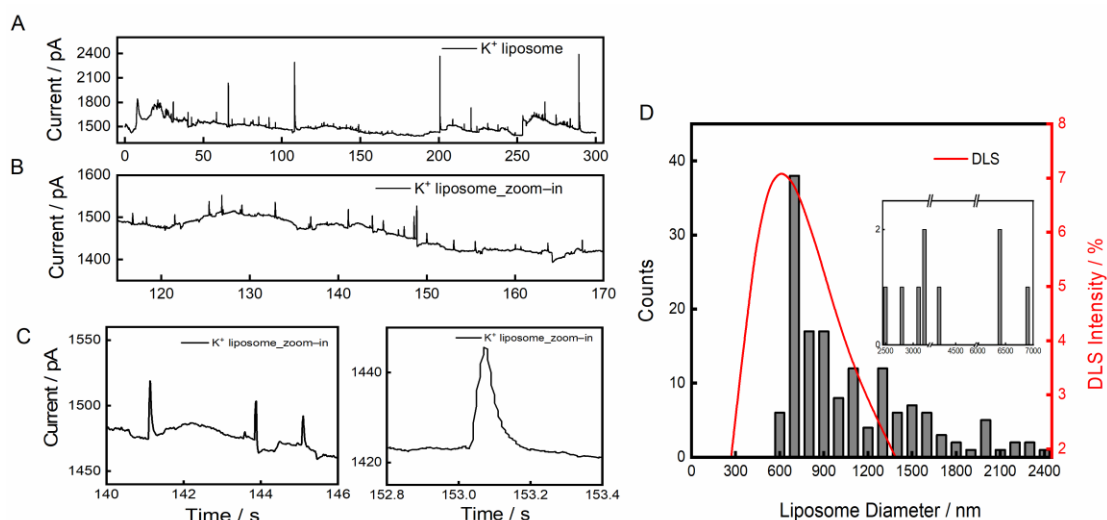 A
Current / pA
2400
2100
1800
1500
K⁺ liposome
0 50 100 150 200 250 300
B
Current / pA
1600
1500
1400
K⁺ liposome_zoom–in
120 130 140 150 160 170
C
Current / pA
1550
1500
1450
K⁺ liposome_zoom–in
140 142 144 146
Time / s
1440
1420
K⁺ liposome_zoom–in
152.8 153.0 153.2 153.4
Time / s
D
Counts
40
30
20
10
0
DLS
8
7
6
5
4
3
2
DLS Intensity / %
2
0
2500 3000 4500 6000 6500 7000
0 300 600 900 1200 1500 1800 2100 2400
Liposome Diameter / nm